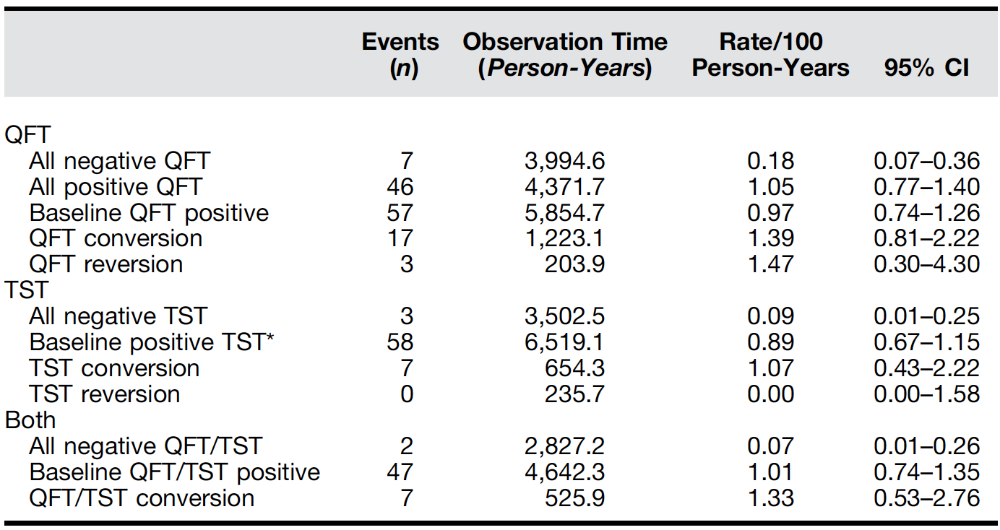 Events Observation Time Rate/100
(n) (Person-Years) Person-Years 95% CI
QFT
All negative QFT 7 3,994.6 0.18 0.07–0.36
All positive QFT 46 4,371.7 1.05 0.77–1.40
Baseline QFT positive 57 5,854.7 0.97 0.74–1.26
QFT conversion 17 1,223.1 1.39 0.81–2.22
QFT reversion 3 203.9 1.47 0.30–4.30
TST
All negative TST 3 3,502.5 0.09 0.01–0.25
Baseline positive TST* 58 6,519.1 0.89 0.67–1.15
TST conversion 7 654.3 1.07 0.43–2.22
TST reversion 0 235.7 0.00 0.00–1.58
Both
All negative QFT/TST 2 2,827.2 0.07 0.01–0.26
Baseline QFT/TST positive 47 4,642.3 1.01 0.74–1.35
QFT/TST conversion 7 525.9 1.33 0.53–2.76